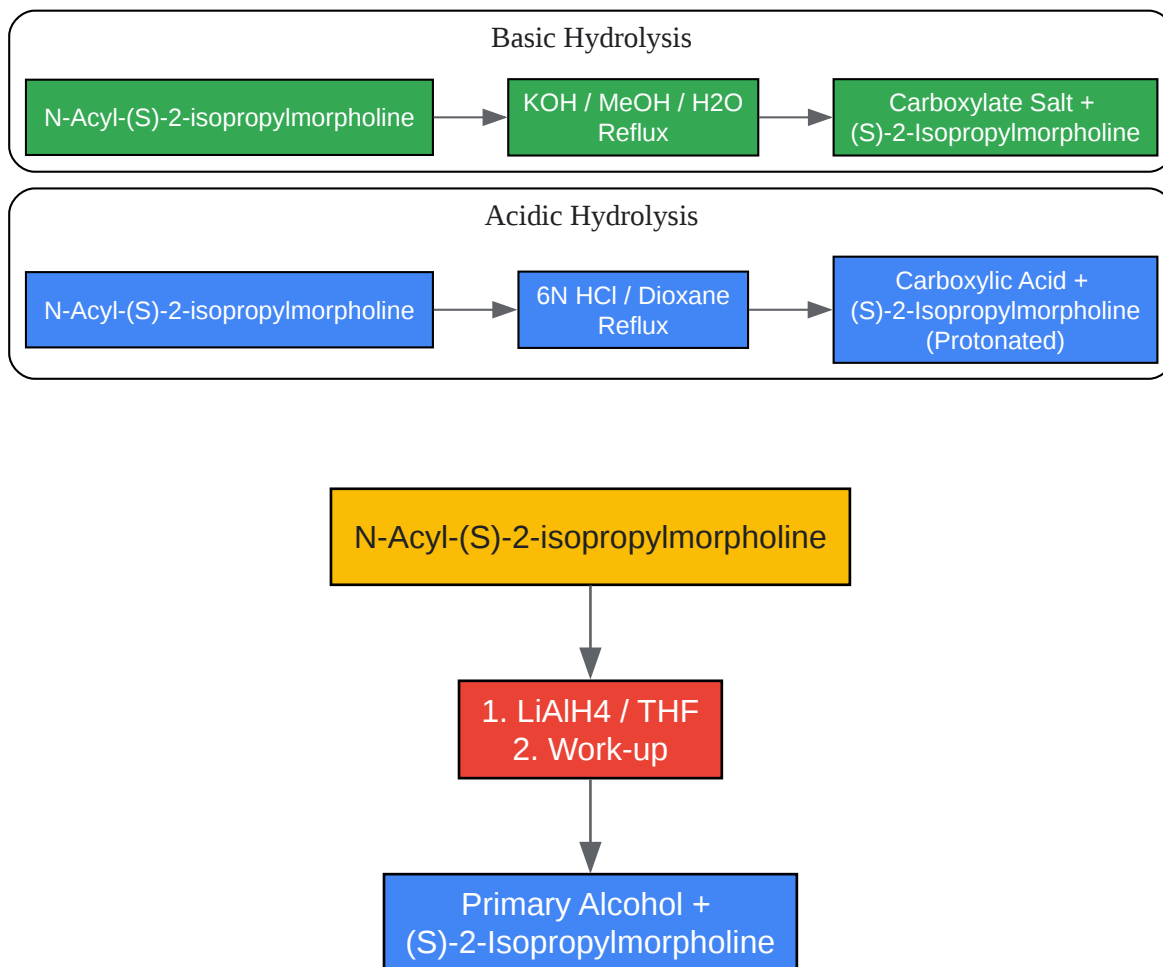 Basic Hydrolysis
N-Acyl-(S)-2-isopropylmorpholine
KOH / MeOH / H2O
Reflux
Carboxylate Salt +
(S)-2-Isopropylmorpholine
Acidic Hydrolysis
N-Acyl-(S)-2-isopropylmorpholine
6N HCl / Dioxane
Reflux
Carboxylic Acid +
(S)-2-Isopropylmorpholine
(Protonated)
N-Acyl-(S)-2-isopropylmorpholine
1. LiAlH4 / THF
2. Work-up
Primary Alcohol +
(S)-2-Isopropylmorpholine